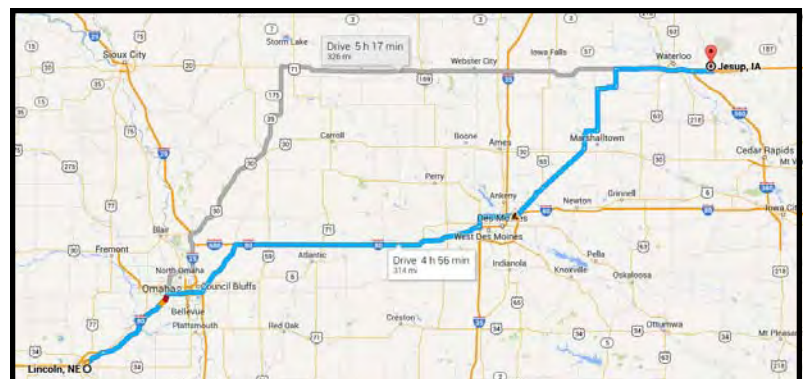 Storm Lake
Drive 5 h 17 min
326 mi
Sioux City
Webster City
Iowa Falls
Waterloo
Jesup, IA
Carroll
Boone
Ames
Marshalltown
Cedar Rapids
Perry
Ankeny
Newton
Grinnell
Iowa City
Blair
Des Moines
West Des Moines
Fremont
Atlantic
Drive 4 h 56 min
314 mi
Pella
North Omaha
Indianola
Knoxville
Oskaloosa
Omaha
Council Bluffs
Bellevue
Plattsmouth
Red Oak
Creston
Ottumwa
Mt Pleasant
Lincoln, NE